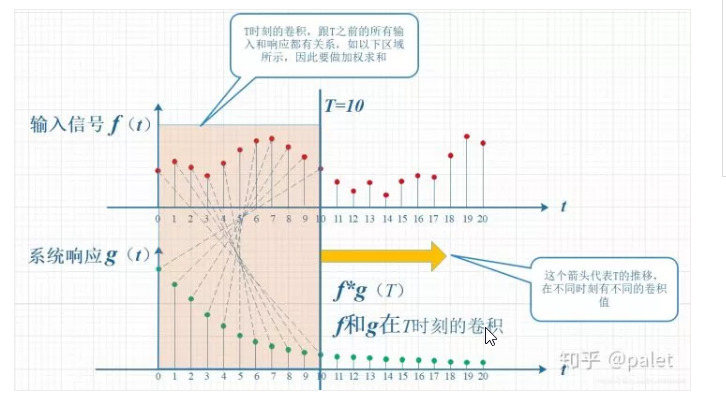 T时刻的卷积，跟T之前的所有输
入和响应都有关系，如以下区域
所示，因此要做加权求和
T=10
输入信号 f（t）
0 1 2 3 4 5 6 7 8 9 10 11 12 13 14 15 16 17 18 19 20
t
系统响应 g（t）
这个箭头代表T的推移，
在不同时刻有不同的卷积
值
f*g（T）
f和g在T时刻的卷积
知乎 @palet
0 1 2 3 4 5 6 7 8 9 10 11 12 13 14 15 16 17 18 19 20
t